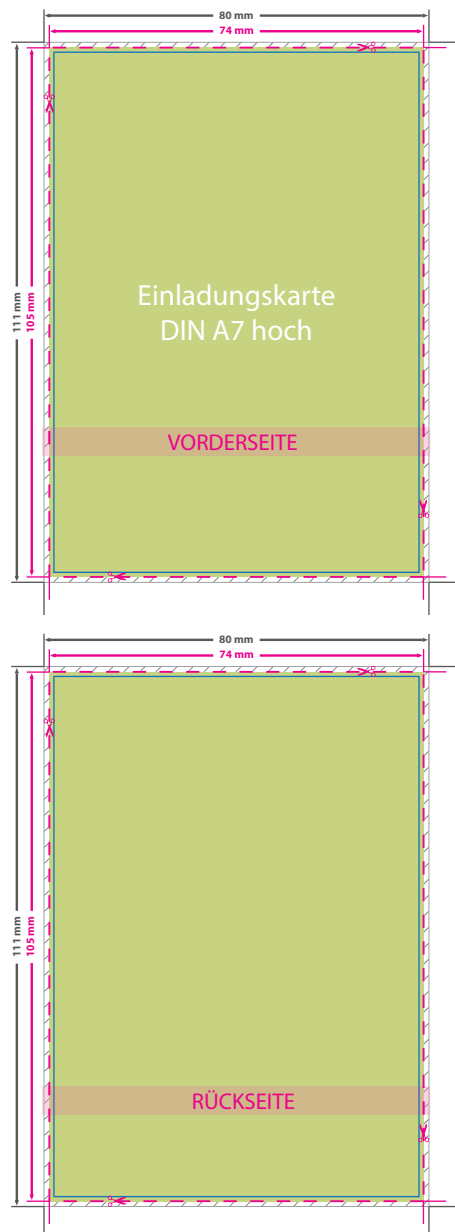 80 mm
74 mm
111 mm
105 mm
Einladungskarte
DIN A7 hoch
VORDERSEITE
80 mm
74 mm
111 mm
105 mm
RÜCKSEITE